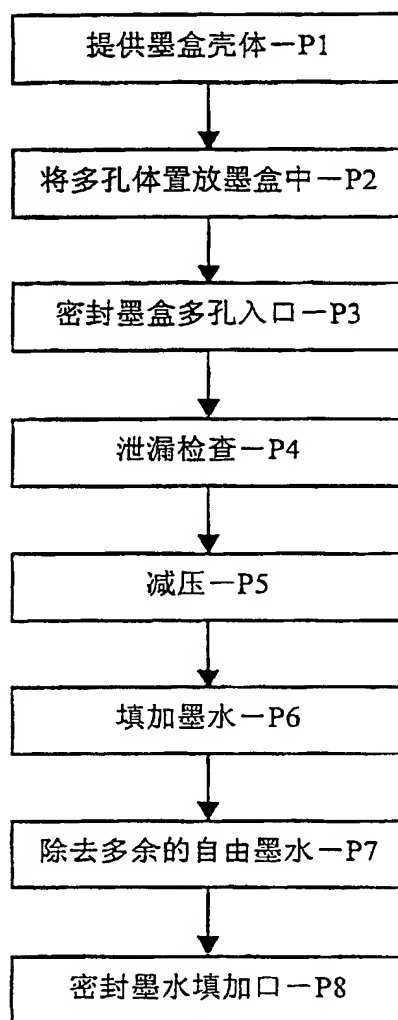 提供墨盒壳体－P1
将多孔体置放墨盒中－P2
密封墨盒多孔入口－P3
泄漏检查－P4
减压－P5
填加墨水－P6
除去多余的自由墨水－P7
密封墨水填加口－P8